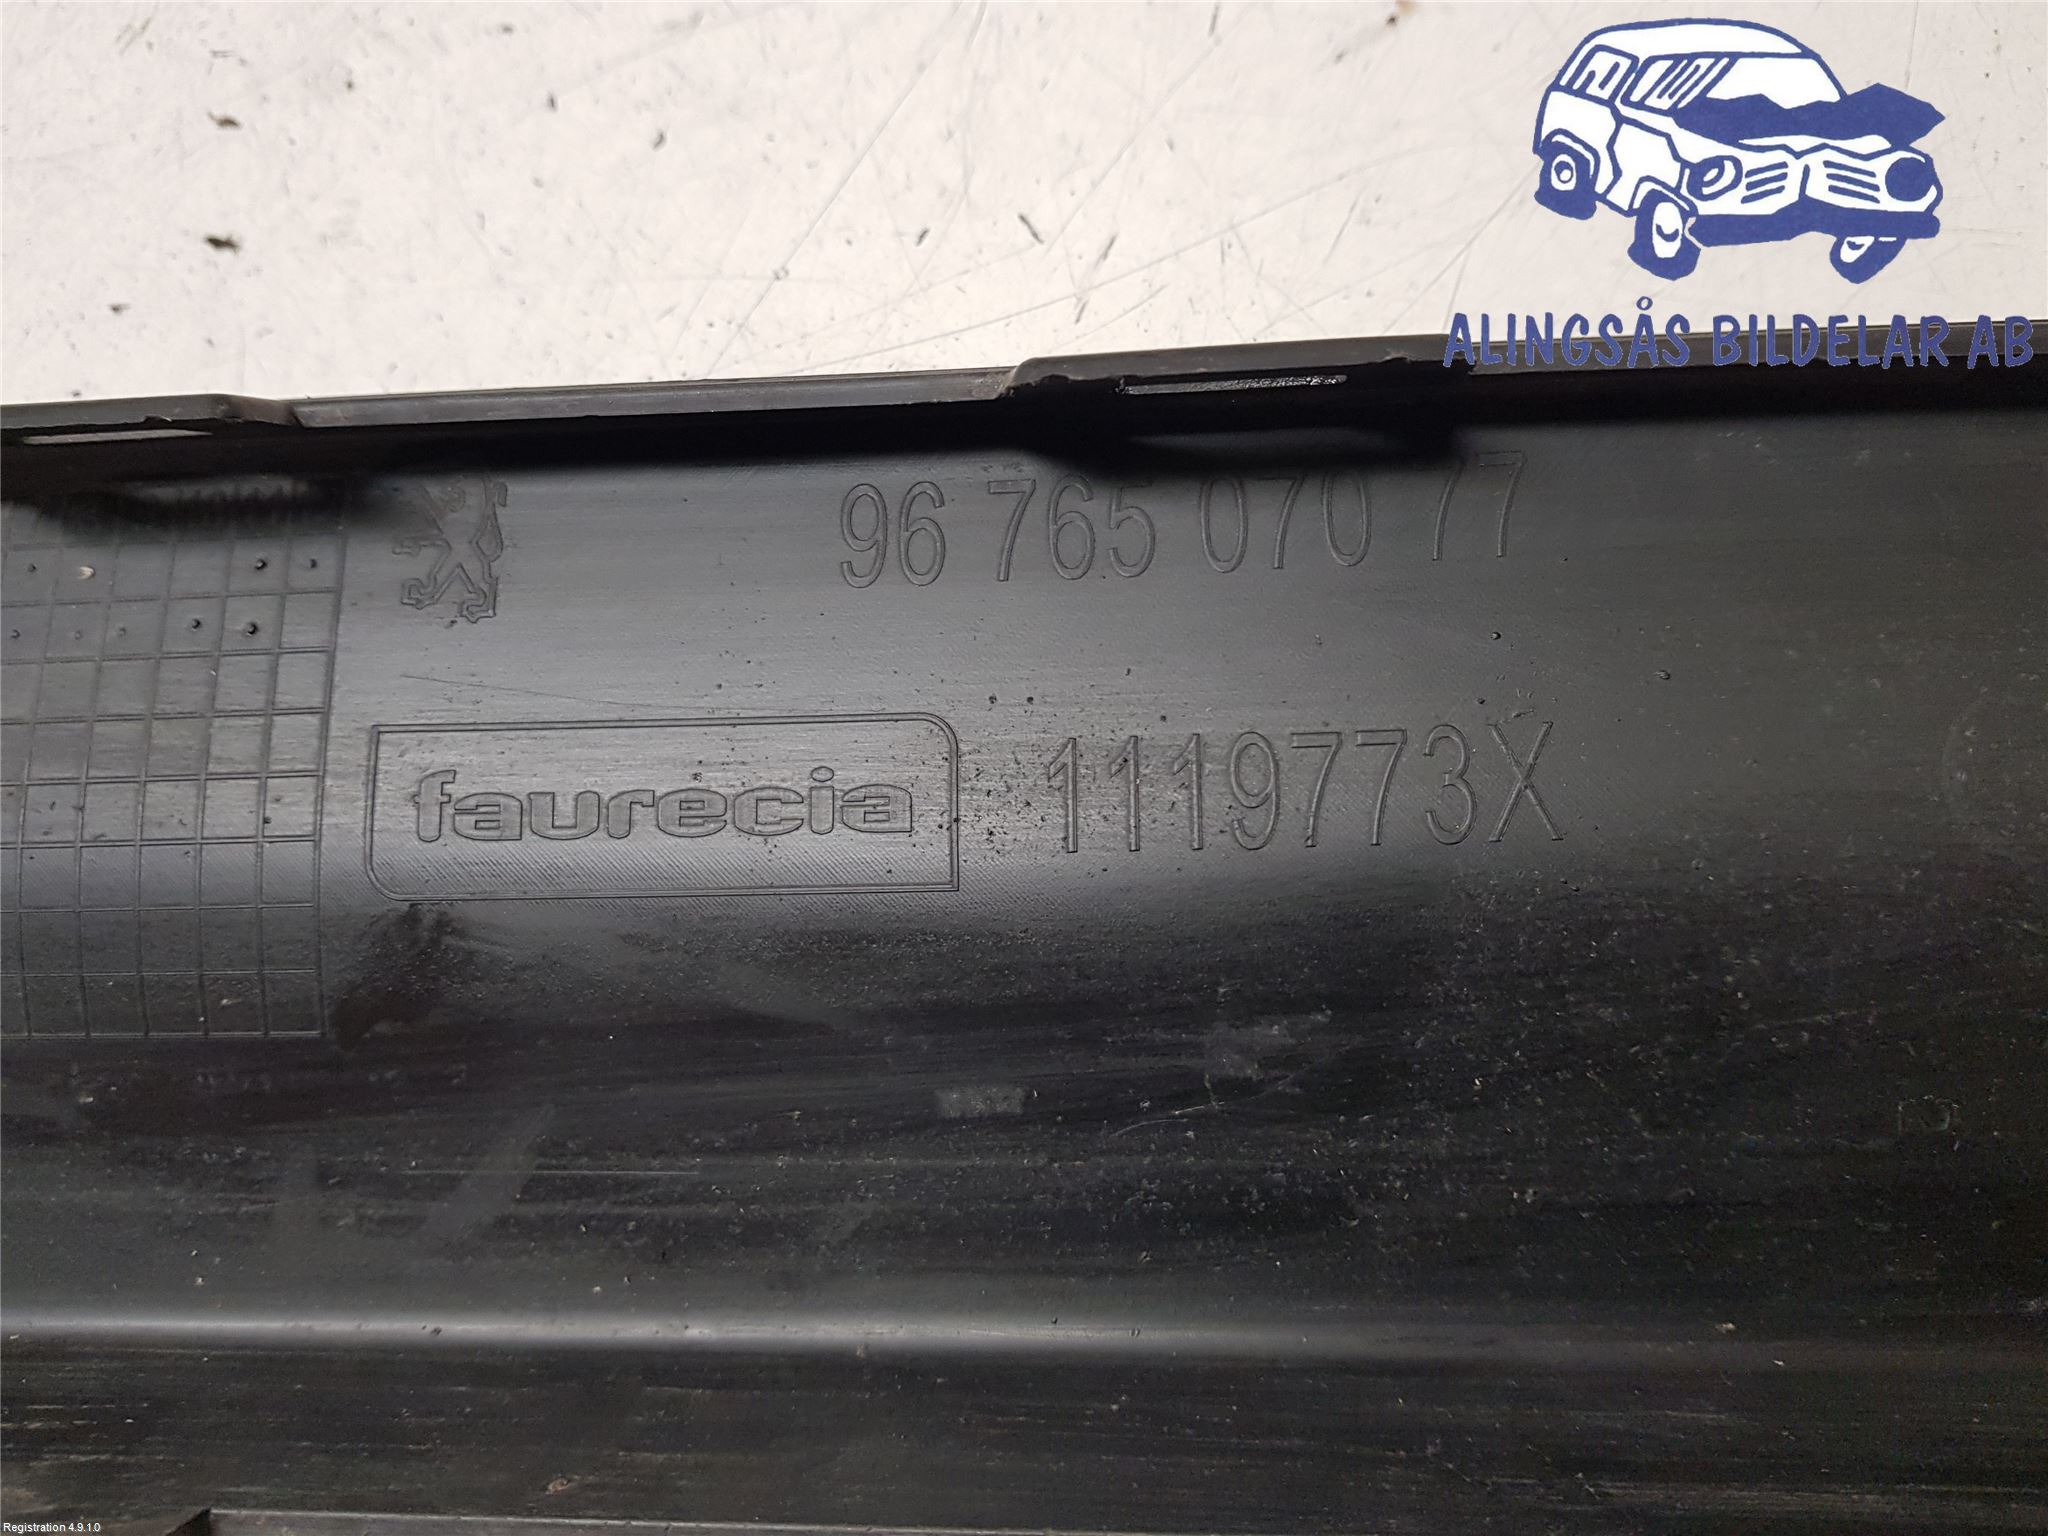 ALINGSÅS BILDELAR AB
96 765 070 77
faurecia 1119773X
Registration 4.9.1.0